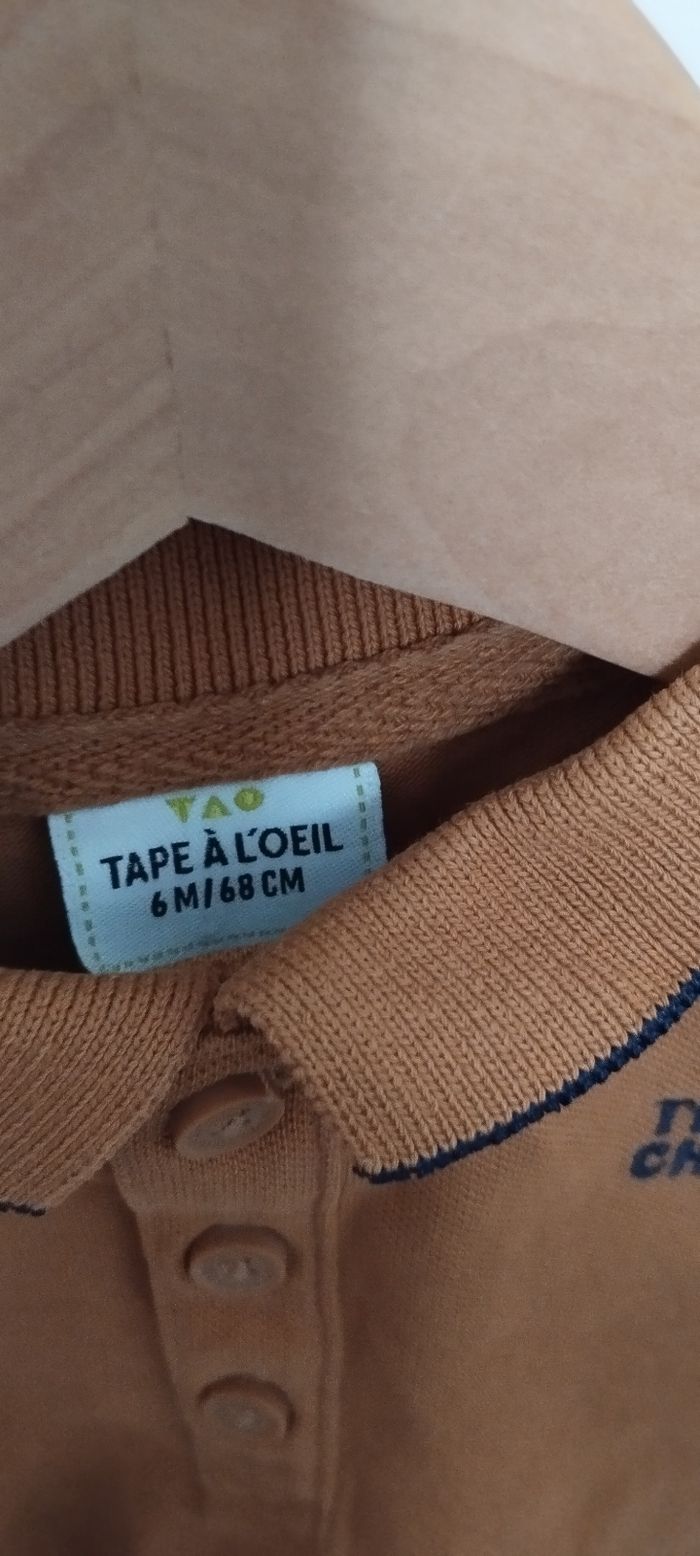 TAO
TAPE À L'OEIL
6 M/68 CM